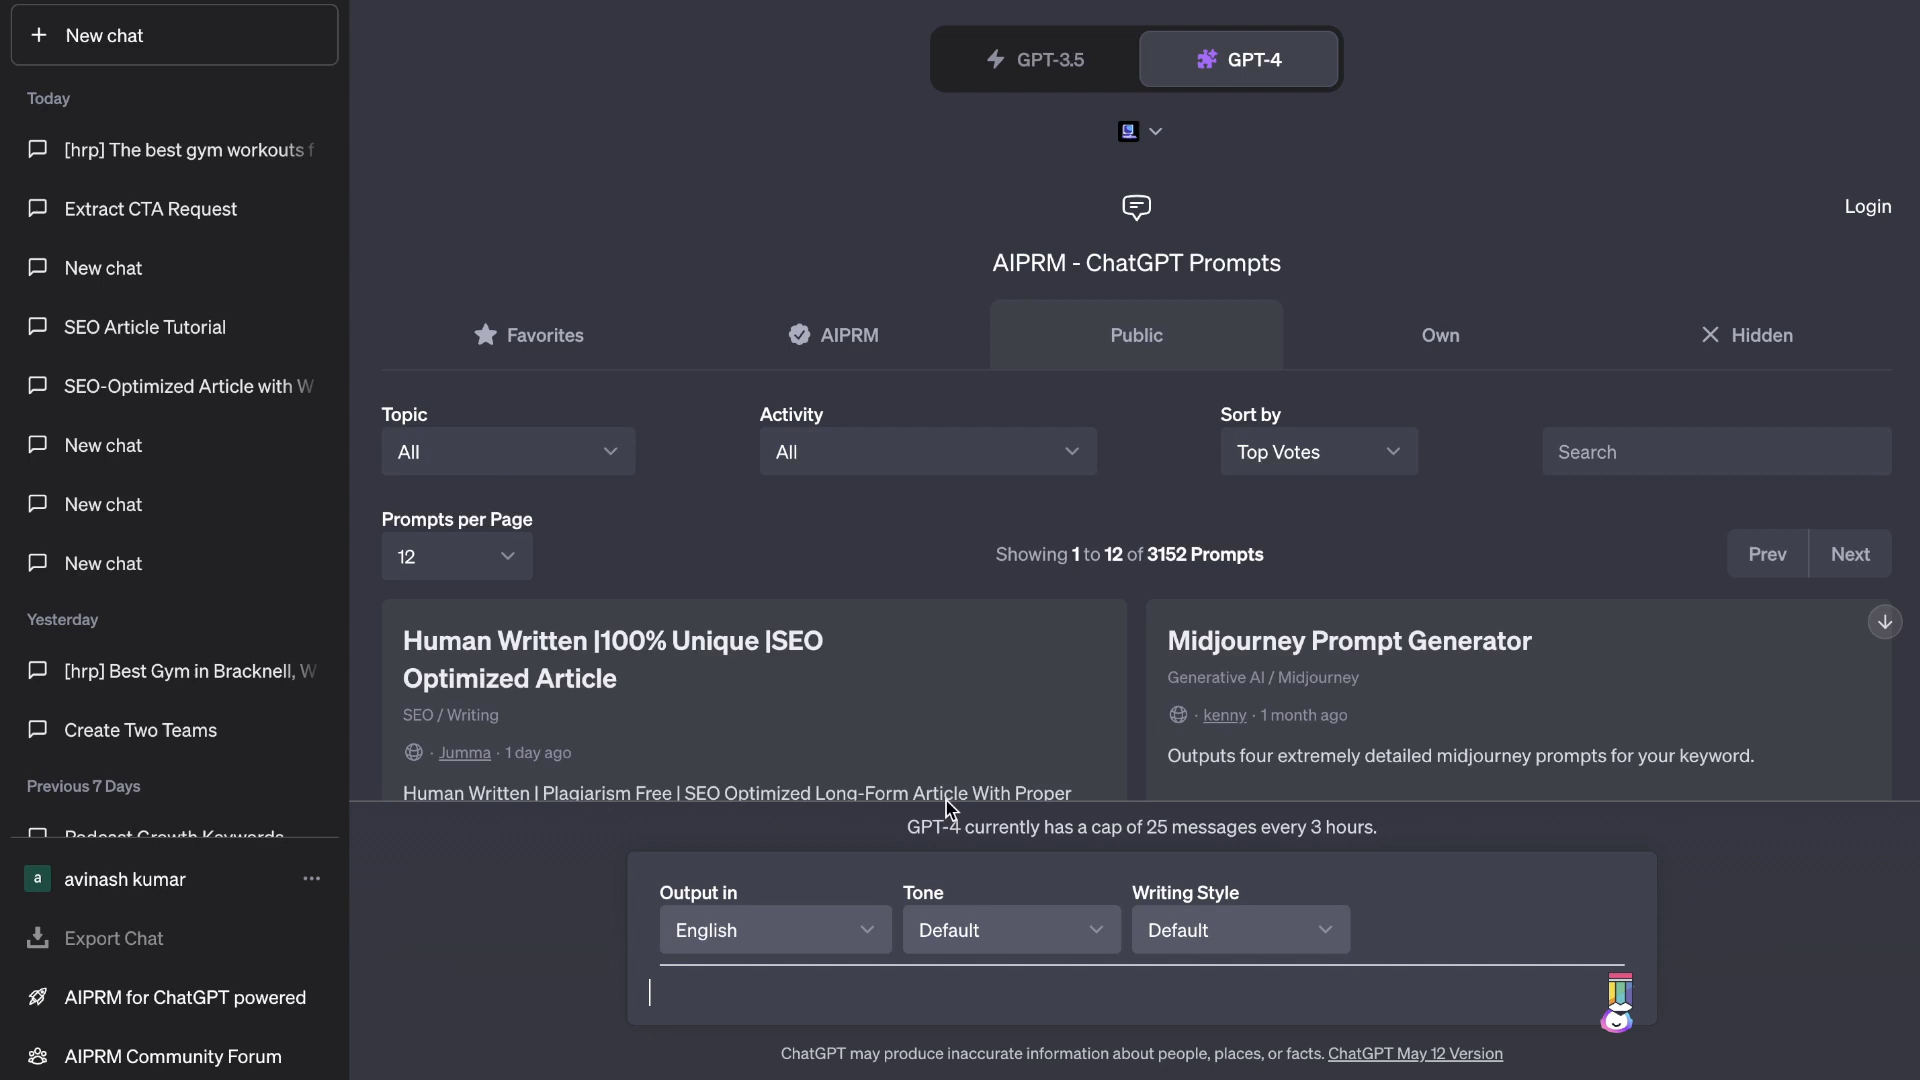 New chat
Today
[hrp] The best gym workouts f
Extract CTA Request
New chat
SEO Article Tutorial
SEO-Optimized Article with W
New chat
New chat
New chat
Yesterday
[hrp] Best Gym in Bracknell, W
Create Two Teams
Previous 7 Days
Podcast Growth Keywords
a avinash kumar
Export Chat
AIPRM for ChatGPT powered
AIPRM Community Forum
GPT-3.5 GPT-4
Login
AIPRM - ChatGPT Prompts
Favorites AIPRM Public Own Hidden
Topic Activity Sort by
All All Top Votes Search
Prompts per Page
12 Showing 1 to 12 of 3152 Prompts Prev Next
Human Written |100% Unique |SEO
Optimized Article
SEO / Writing
· Jumma · 1 day ago
Human Written | Plagiarism Free | SEO Optimized Long-Form Article With Proper
Midjourney Prompt Generator
Generative AI / Midjourney
· kenny · 1 month ago
Outputs four extremely detailed midjourney prompts for your keyword.
GPT-4 currently has a cap of 25 messages every 3 hours.
Output in Tone Writing Style
English Default Default
ChatGPT may produce inaccurate information about people, places, or facts. ChatGPT May 12 Version